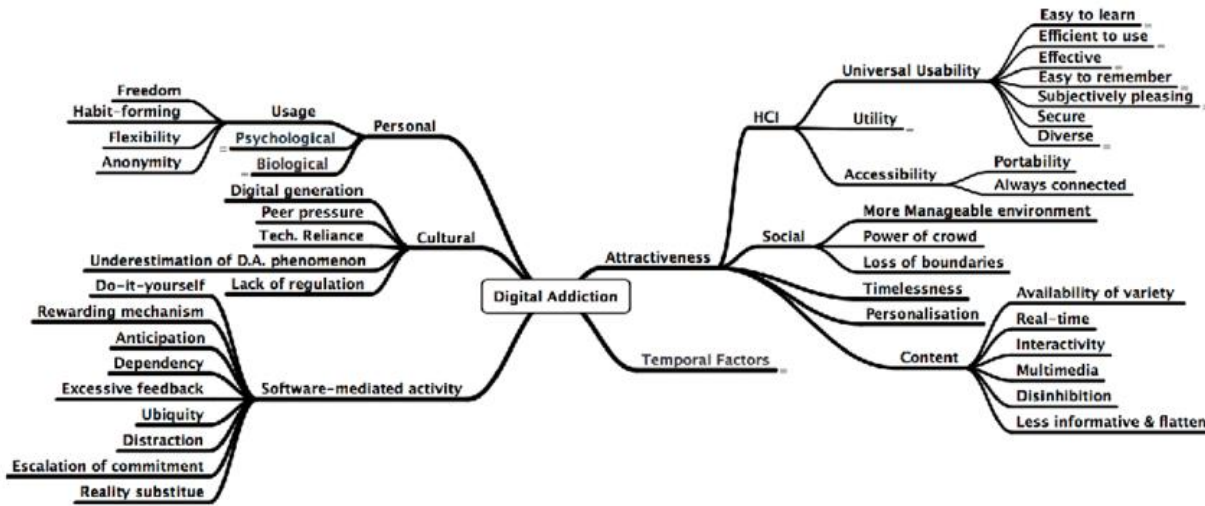 Digital Addiction
Personal
Usage
Freedom
Habit-forming
Flexibility
Anonymity
Psychological
Biological
Cultural
Digital generation
Peer pressure
Tech. Reliance
Underestimation of D.A. phenomenon
Lack of regulation
Software-mediated activity
Do-it-yourself
Rewarding mechanism
Anticipation
Dependency
Excessive feedback
Ubiquity
Distraction
Escalation of commitment
Reality substitue
Attractiveness
HCI
Universal Usability
Easy to learn
Efficient to use
Effective
Easy to remember
Subjectively pleasing
Secure
Diverse
Utility
Accessibility
Portability
Always connected
Social
More Manageable environment
Power of crowd
Loss of boundaries
Timelessness
Personalisation
Content
Availability of variety
Real-time
Interactivity
Multimedia
Disinhibition
Less informative & flatten
Temporal Factors